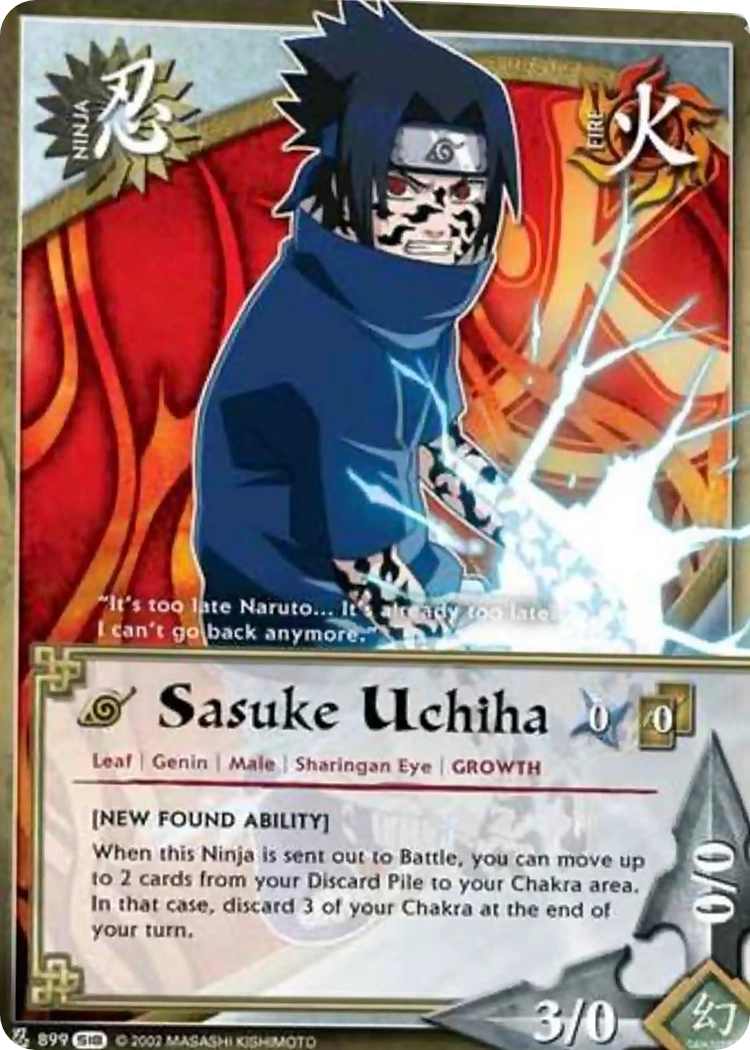 NINJA 忍
FIRE 火
"It's too late Naruto... It's already too late.
I can't go back anymore."
Sasuke Uchiha 0 0
Leaf | Genin | Male | Sharingan Eye | GROWTH
[NEW FOUND ABILITY]
When this Ninja is sent out to Battle, you can move up
to 2 cards from your Discard Pile to your Chakra area.
In that case, discard 3 of your Chakra at the end of
your turn.
0/0
3/0
幻
899 © 2002 MASASHI KISHIMOTO